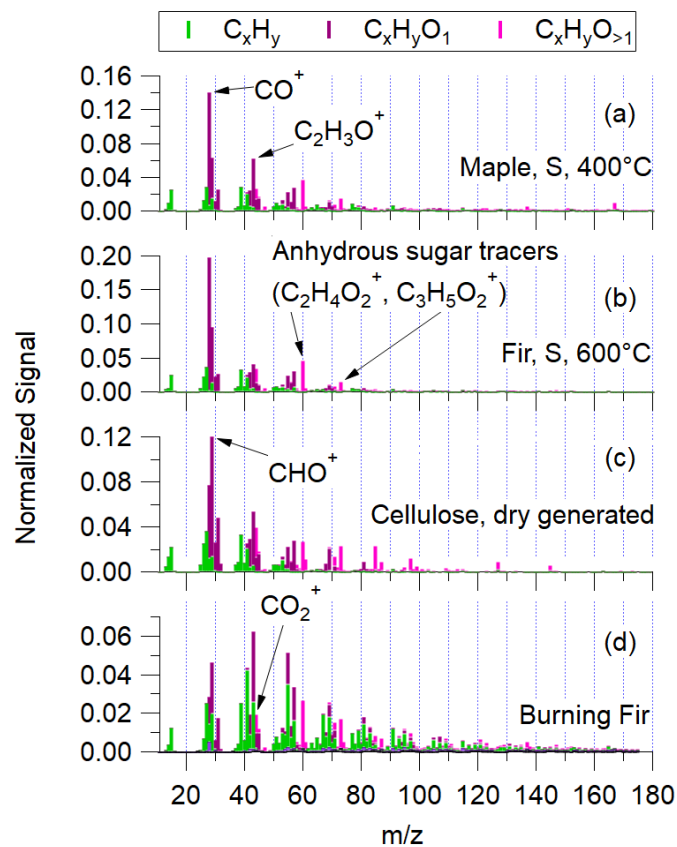 CₓHᵧ CₓHᵧO₁ CₓHᵧO>₁
0.16
0.12
0.08
0.04
0.00
CO⁺
C₂H₃O⁺
(a)
Maple, S, 400°C
0.20
0.15
0.10
0.05
0.00
Anhydrous sugar tracers
(C₂H₄O₂⁺, C₃H₅O₂⁺)
(b)
Fir, S, 600°C
0.12
0.08
0.04
0.00
CHO⁺
(c)
Cellulose, dry generated
0.06
0.04
0.02
0.00
CO₂⁺
(d)
Burning Fir
20 40 60 80 100 120 140 160 180
m/z
Normalized Signal